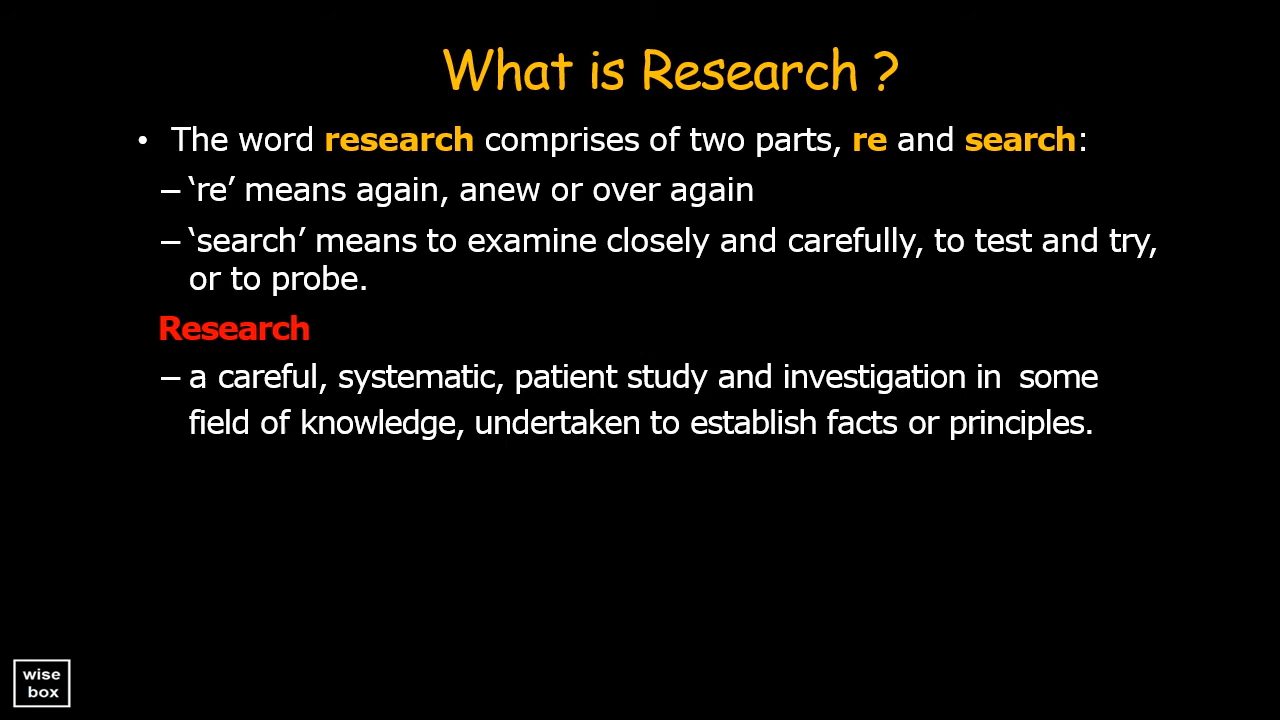 What is Research ?
• The word research comprises of two parts, re and search:
– ‘re’ means again, anew or over again
– ‘search’ means to examine closely and carefully, to test and try,
or to probe.
Research
– a careful, systematic, patient study and investigation in some
field of knowledge, undertaken to establish facts or principles.
wise
box